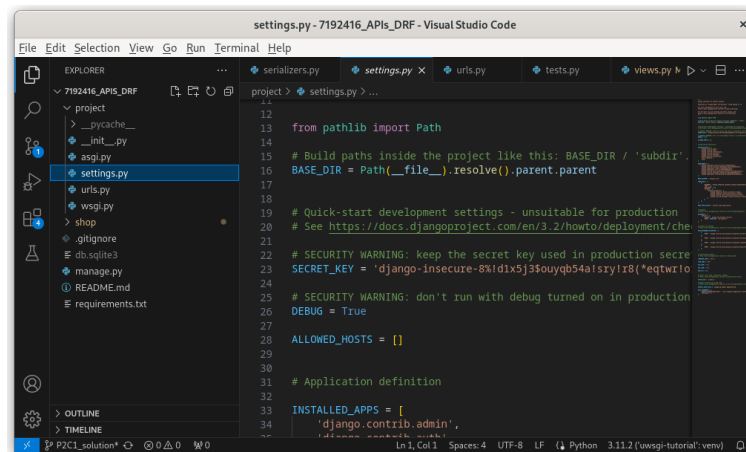 settings.py - 7192416_APIs_DRF - Visual Studio Code
File Edit Selection View Go Run Terminal Help
EXPLORER
7192416_APIS_DRF
project
__pycache__
__init__.py
asgi.py
settings.py
urls.py
wsgi.py
shop
.gitignore
db.sqlite3
manage.py
README.md
requirements.txt
OUTLINE
TIMELINE
1
4
serializers.py settings.py urls.py tests.py views.py M
project > settings.py > ...
11
12
13 from pathlib import Path
14
15 # Build paths inside the project like this: BASE_DIR / 'subdir'.
16 BASE_DIR = Path(__file__).resolve().parent.parent
17
18
19 # Quick-start development settings - unsuitable for production
20 # See https://docs.djangoproject.com/en/3.2/howto/deployment/che
21
22 # SECURITY WARNING: keep the secret key used in production secre
23 SECRET_KEY = 'django-insecure-8%!d1x5j3$ouyqb54a!sry!r8(*eqtwr!o
24
25 # SECURITY WARNING: don't run with debug turned on in production
26 DEBUG = True
27
28 ALLOWED_HOSTS = []
29
30
31 # Application definition
32
33 INSTALLED_APPS = [
34 'django.contrib.admin',
35 'django.contrib.auth'
P2C1_solution* 0 0 0 Ln 1, Col 1 Spaces: 4 UTF-8 LF Python 3.11.2 ('uwsgi-tutorial': venv)